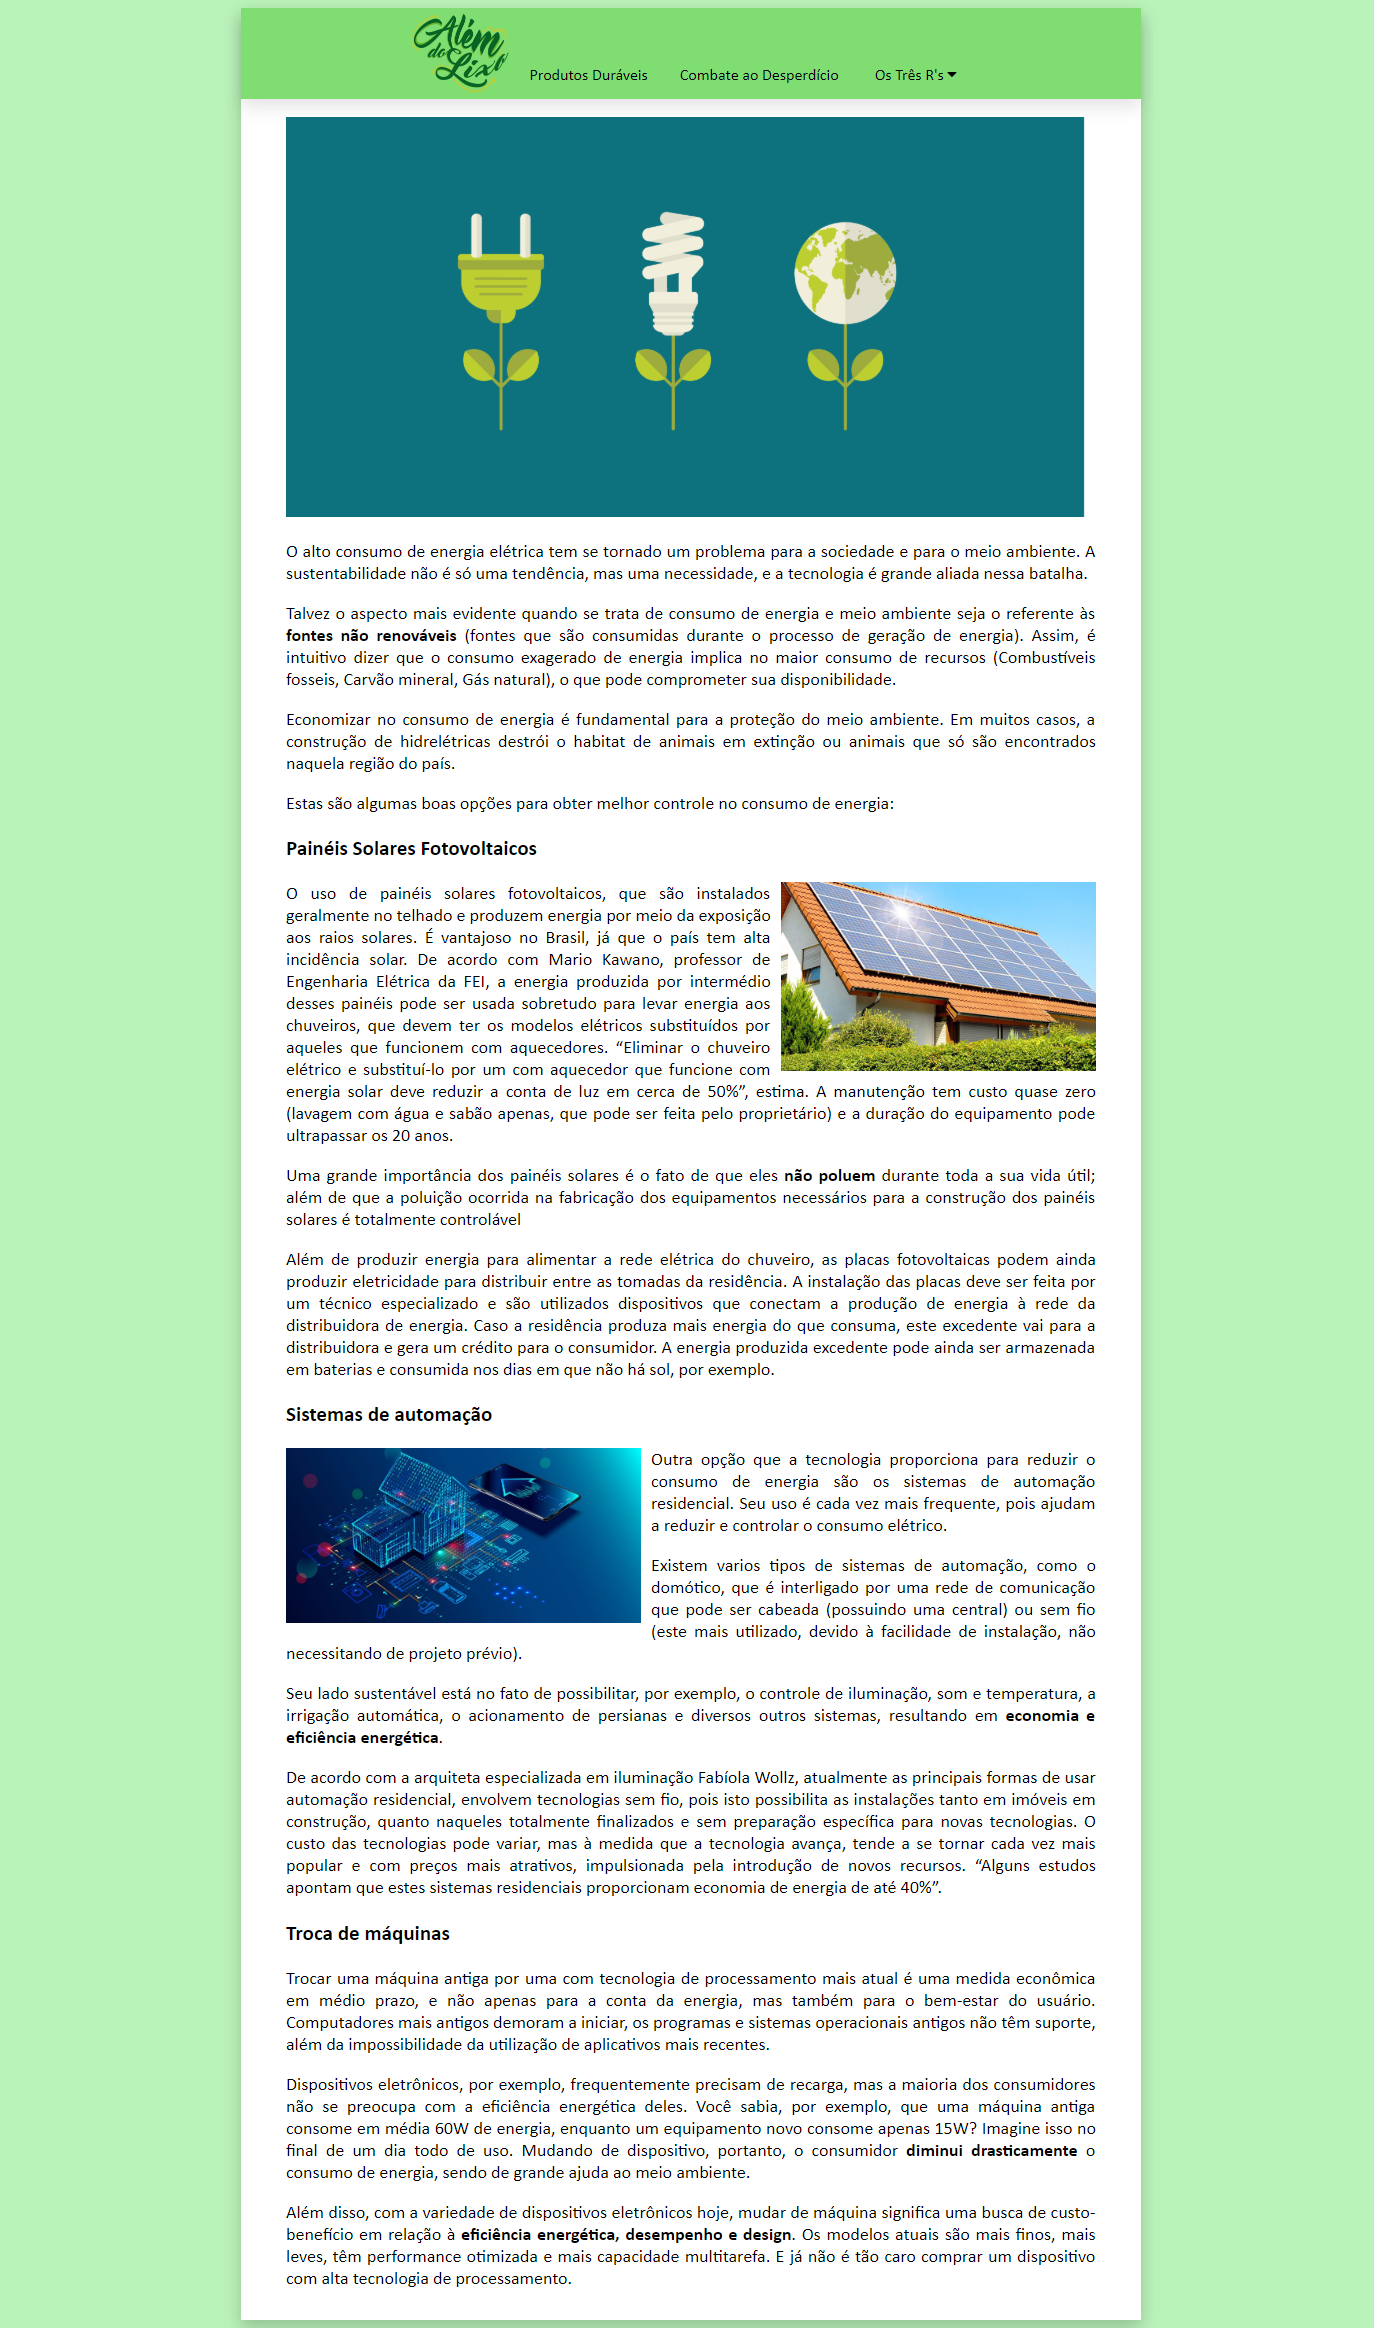 Além
do
Lixo
Produtos Duráveis Combate ao Desperdício Os Três R's
O alto consumo de energia elétrica tem se tornado um problema para a sociedade e para o meio ambiente. A
sustentabilidade não é só uma tendência, mas uma necessidade, e a tecnologia é grande aliada nessa batalha.
Talvez o aspecto mais evidente quando se trata de consumo de energia e meio ambiente seja o referente às
fontes não renováveis (fontes que são consumidas durante o processo de geração de energia). Assim, é
intuitivo dizer que o consumo exagerado de energia implica no maior consumo de recursos (Combustíveis
fosseis, Carvão mineral, Gás natural), o que pode comprometer sua disponibilidade.
Economizar no consumo de energia é fundamental para a proteção do meio ambiente. Em muitos casos, a
construção de hidrelétricas destrói o habitat de animais em extinção ou animais que só são encontrados
naquela região do país.
Estas são algumas boas opções para obter melhor controle no consumo de energia:
Painéis Solares Fotovoltaicos
O uso de painéis solares fotovoltaicos, que são instalados
geralmente no telhado e produzem energia por meio da exposição
aos raios solares. É vantajoso no Brasil, já que o país tem alta
incidência solar. De acordo com Mario Kawano, professor de
Engenharia Elétrica da FEI, a energia produzida por intermédio
desses painéis pode ser usada sobretudo para levar energia aos
chuveiros, que devem ter os modelos elétricos substituídos por
aqueles que funcionem com aquecedores. “Eliminar o chuveiro
elétrico e substituí-lo por um com aquecedor que funcione com
energia solar deve reduzir a conta de luz em cerca de 50%”, estima. A manutenção tem custo quase zero
(lavagem com água e sabão apenas, que pode ser feita pelo proprietário) e a duração do equipamento pode
ultrapassar os 20 anos.
Uma grande importância dos painéis solares é o fato de que eles não poluem durante toda a sua vida útil;
além de que a poluição ocorrida na fabricação dos equipamentos necessários para a construção dos painéis
solares é totalmente controlável
Além de produzir energia para alimentar a rede elétrica do chuveiro, as placas fotovoltaicas podem ainda
produzir eletricidade para distribuir entre as tomadas da residência. A instalação das placas deve ser feita por
um técnico especializado e são utilizados dispositivos que conectam a produção de energia à rede da
distribuidora de energia. Caso a residência produza mais energia do que consuma, este excedente vai para a
distribuidora e gera um crédito para o consumidor. A energia produzida excedente pode ainda ser armazenada
em baterias e consumida nos dias em que não há sol, por exemplo.
Sistemas de automação
Outra opção que a tecnologia proporciona para reduzir o
consumo de energia são os sistemas de automação
residencial. Seu uso é cada vez mais frequente, pois ajudam
a reduzir e controlar o consumo elétrico.
Existem varios tipos de sistemas de automação, como o
domótico, que é interligado por uma rede de comunicação
que pode ser cabeada (possuindo uma central) ou sem fio
(este mais utilizado, devido à facilidade de instalação, não
necessitando de projeto prévio).
Seu lado sustentável está no fato de possibilitar, por exemplo, o controle de iluminação, som e temperatura, a
irrigação automática, o acionamento de persianas e diversos outros sistemas, resultando em economia e
eficiência energética.
De acordo com a arquiteta especializada em iluminação Fabíola Wollz, atualmente as principais formas de usar
automação residencial, envolvem tecnologias sem fio, pois isto possibilita as instalações tanto em imóveis em
construção, quanto naqueles totalmente finalizados e sem preparação específica para novas tecnologias. O
custo das tecnologias pode variar, mas à medida que a tecnologia avança, tende a se tornar cada vez mais
popular e com preços mais atrativos, impulsionada pela introdução de novos recursos. “Alguns estudos
apontam que estes sistemas residenciais proporcionam economia de energia de até 40%”.
Troca de máquinas
Trocar uma máquina antiga por uma com tecnologia de processamento mais atual é uma medida econômica
em médio prazo, e não apenas para a conta da energia, mas também para o bem-estar do usuário.
Computadores mais antigos demoram a iniciar, os programas e sistemas operacionais antigos não têm suporte,
além da impossibilidade da utilização de aplicativos mais recentes.
Dispositivos eletrônicos, por exemplo, frequentemente precisam de recarga, mas a maioria dos consumidores
não se preocupa com a eficiência energética deles. Você sabia, por exemplo, que uma máquina antiga
consome em média 60W de energia, enquanto um equipamento novo consome apenas 15W? Imagine isso no
final de um dia todo de uso. Mudando de dispositivo, portanto, o consumidor diminui drasticamente o
consumo de energia, sendo de grande ajuda ao meio ambiente.
Além disso, com a variedade de dispositivos eletrônicos hoje, mudar de máquina significa uma busca de custo-
benefício em relação à eficiência energética, desempenho e design. Os modelos atuais são mais finos, mais
leves, têm performance otimizada e mais capacidade multitarefa. E já não é tão caro comprar um dispositivo
com alta tecnologia de processamento.